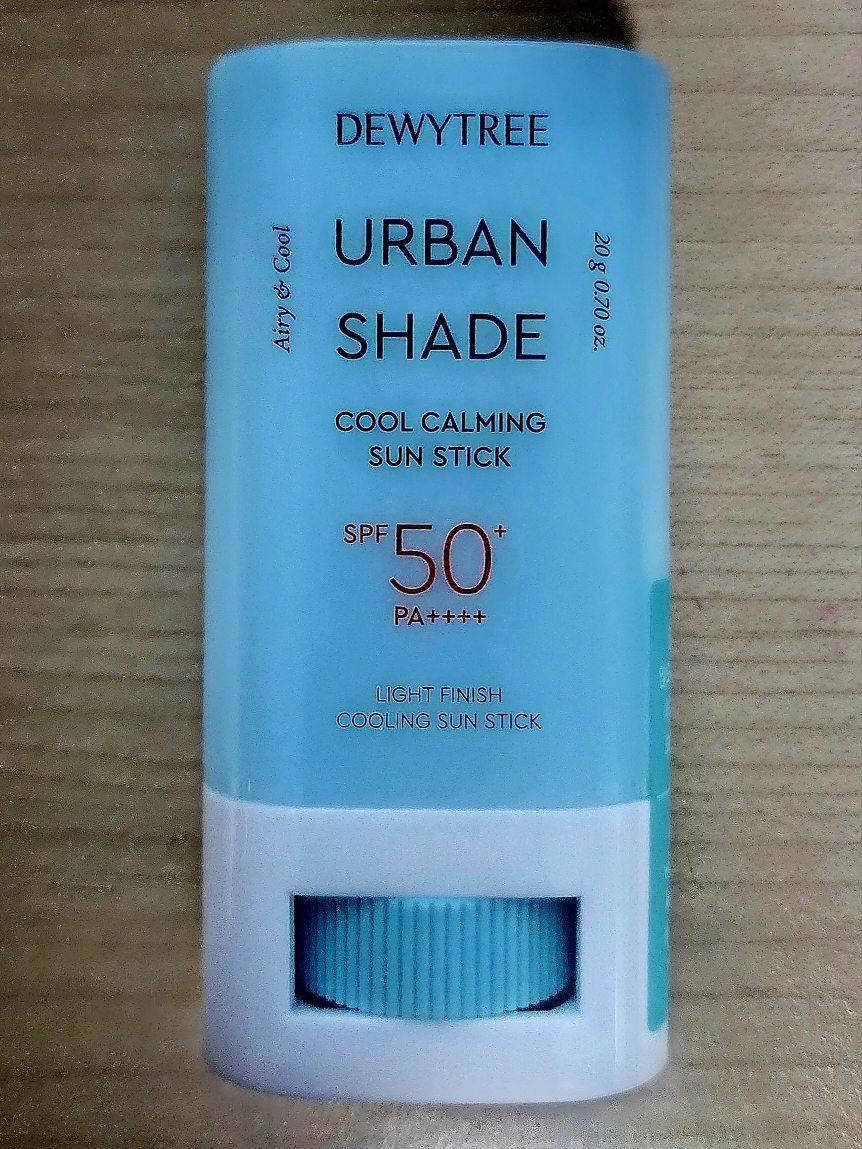 DEWYTREE
URBAN
SHADE
Airy & Cool
20 g 0.70 oz.
COOL CALMING
SUN STICK
SPF 50+
PA++++
LIGHT FINISH
COOLING SUN STICK